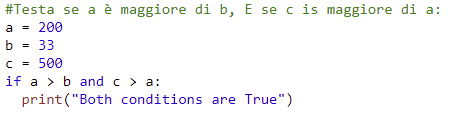 #Testa se a è maggiore di b, E se c is maggiore di a:
a = 200
b = 33
c = 500
if a > b and c > a:
  print("Both conditions are True")